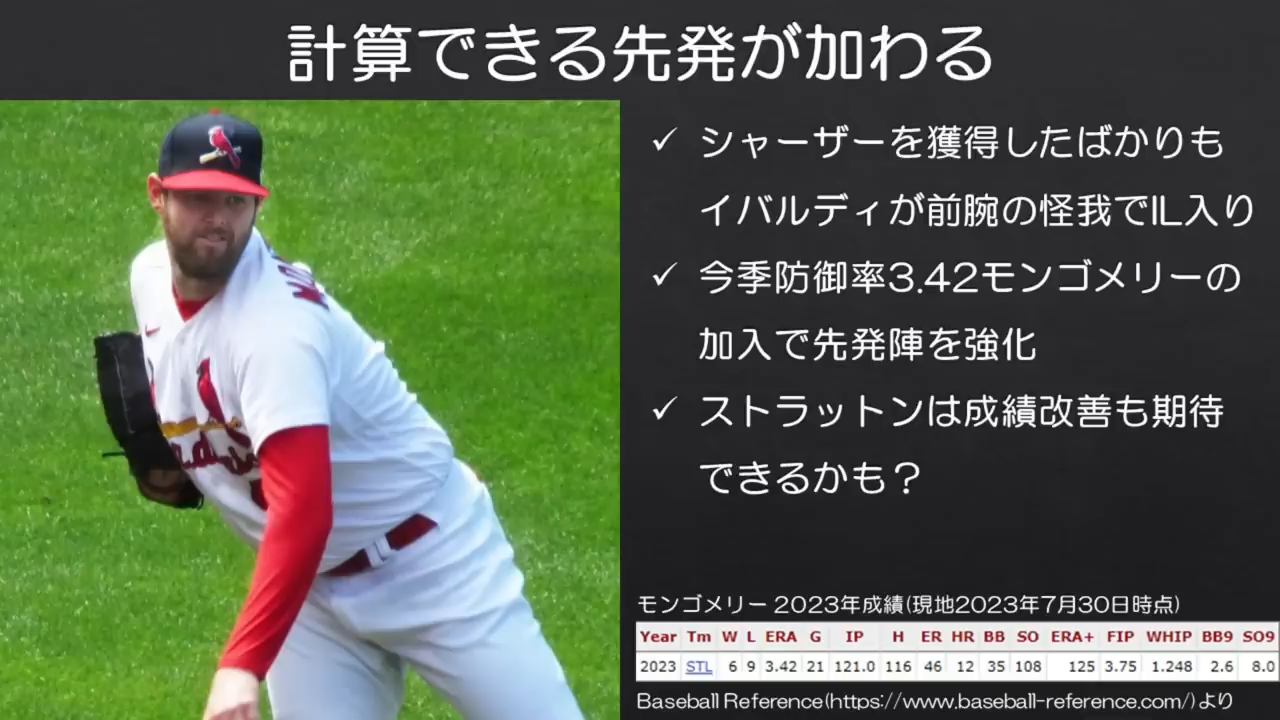 計算できる先発が加わる
✓ シャーザーを獲得したばかりも
イバルディが前腕の怪我でIL入り
✓ 今季防御率3.42モンゴメリーの
加入で先発陣を強化
✓ ストラットンは成績改善も期待
できるかも？
モンゴメリー 2023年成績(現地2023年7月30日時点)
Year Tm W L ERA G IP H ER HR BB SO ERA+ FIP WHIP BB9 SO9
2023 STL 6 9 3.42 21 121.0 116 46 12 35 108 125 3.75 1.248 2.6 8.0
Baseball Reference(https://www.baseball-reference.com/)より